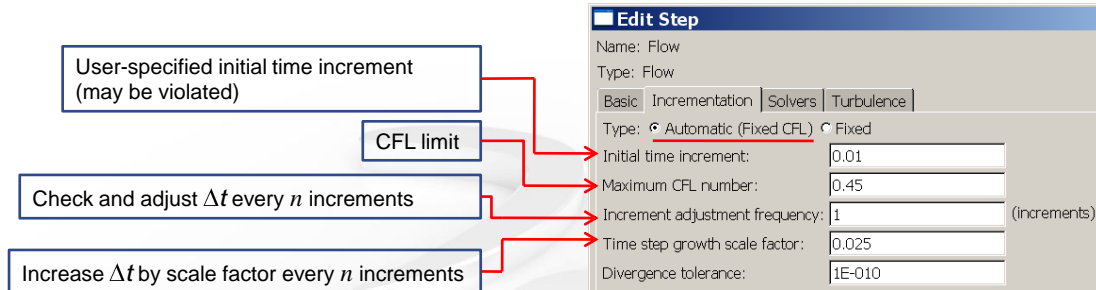 User-specified initial time increment
(may be violated)
CFL limit
Check and adjust Δt every n increments
Increase Δt by scale factor every n increments
Edit Step
Name: Flow
Type: Flow
Basic Incrementation Solvers Turbulence
Type: Automatic (Fixed CFL) Fixed
Initial time increment: 0.01
Maximum CFL number: 0.45
Increment adjustment frequency: 1 (increments)
Time step growth scale factor: 0.025
Divergence tolerance: 1E-010